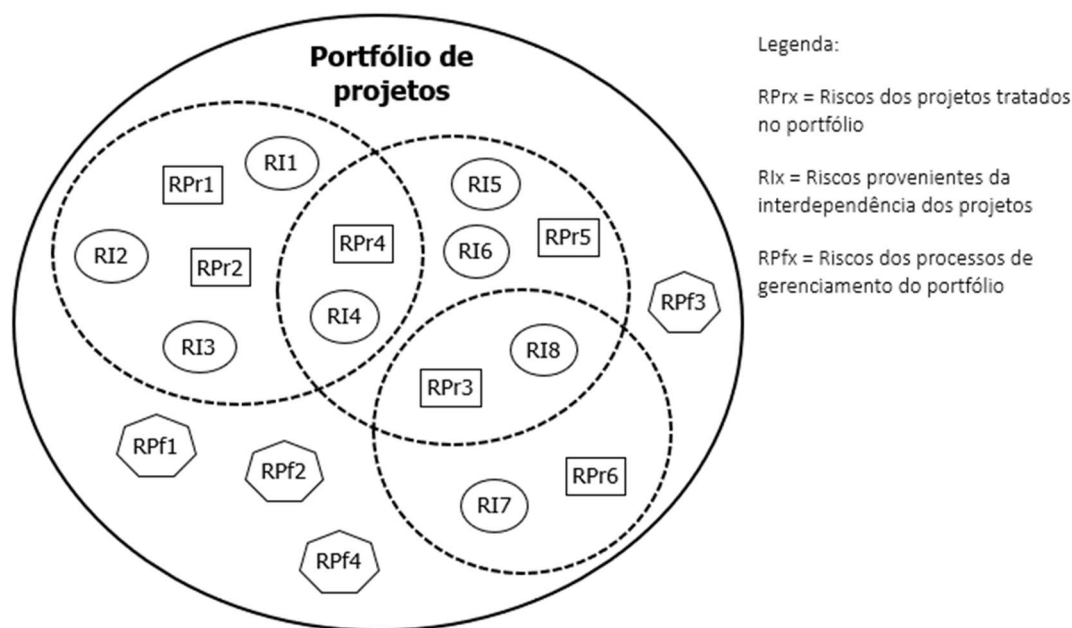 Portfólio de
projetos
RI1
RPr1
RI2
RPr2
RI3
RPr4
RI4
RI5
RI6
RPr5
RI8
RPr3
RPr6
RI7
RPf3
RPf1
RPf2
RPf4
Legenda:
RPrx = Riscos dos projetos tratados
no portfólio
RIx = Riscos provenientes da
interdependência dos projetos
RPfx = Riscos dos processos de
gerenciamento do portfólio